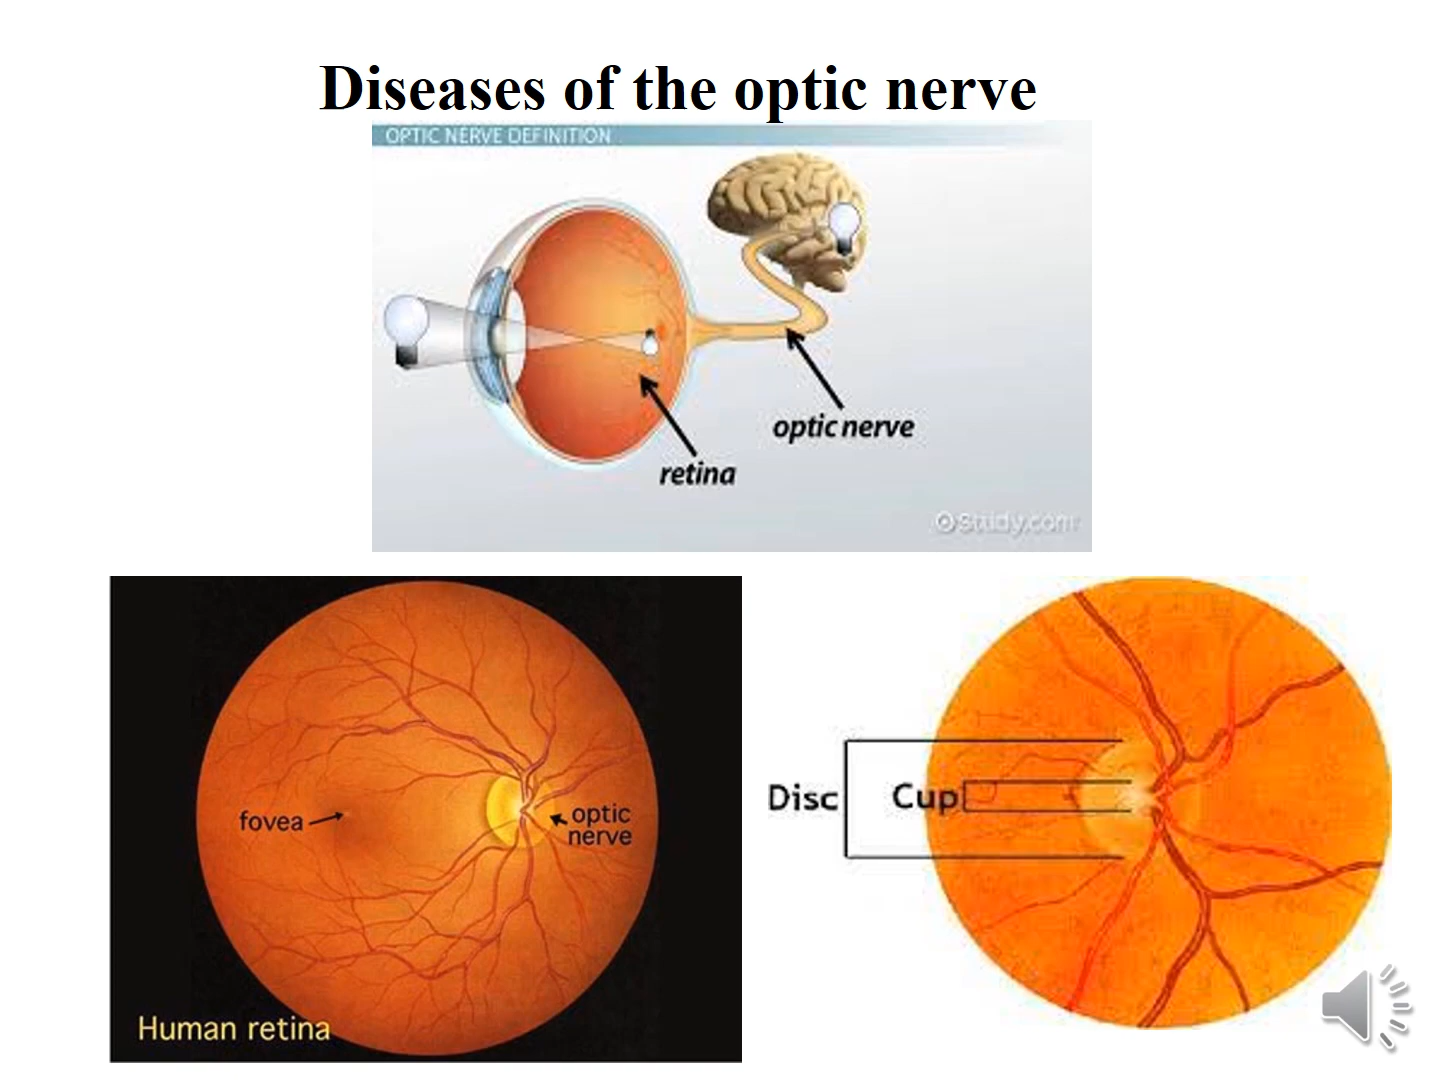 Diseases of the optic nerve
OPTIC NERVE DEFINITION
optic nerve
retina
Study.com
fovea
optic
nerve
Human retina
Disc
Cup